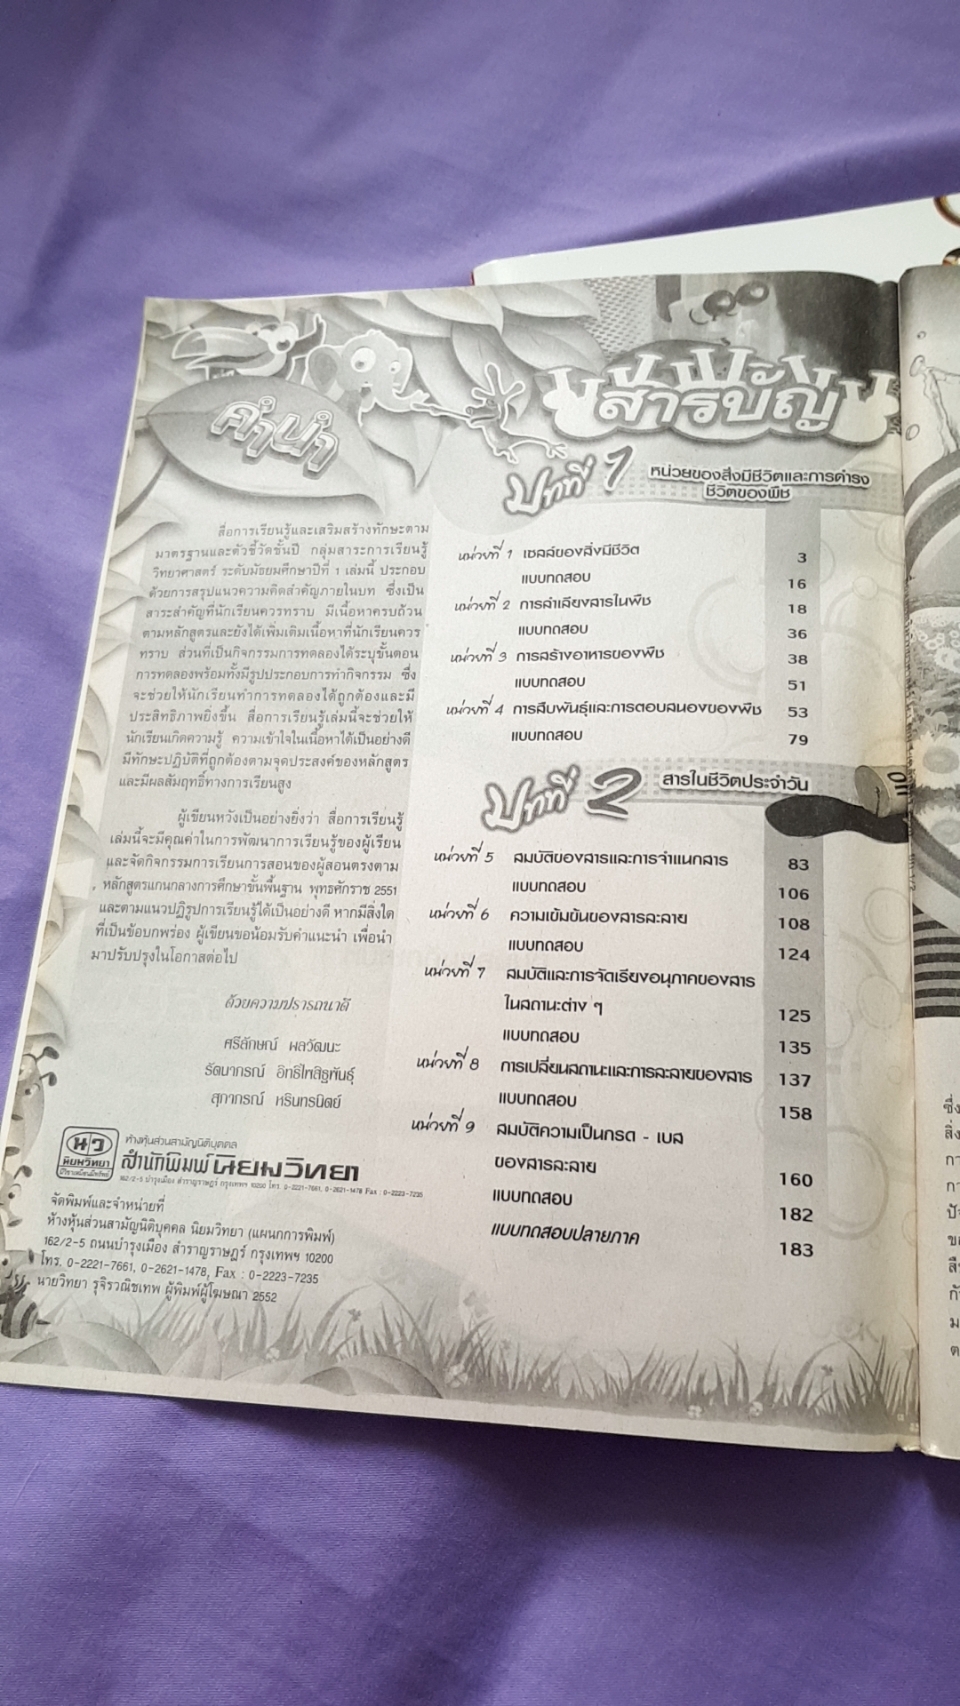 คำนำ
สื่อการเรียนรู้และเสริมสร้างทักษะตาม
มาตรฐานและตัวชี้วัดชั้นปี กลุ่มสาระการเรียนรู้
วิทยาศาสตร์ ระดับมัธยมศึกษาปีที่ 1 เล่มนี้ ประกอบ
ด้วยการสรุปแนวความคิดสำคัญภายในบท ซึ่งเป็น
สาระสำคัญที่นักเรียนควรทราบ มีเนื้อหาครบถ้วน
ตามหลักสูตรและยังได้เพิ่มเติมเนื้อหาที่นักเรียนควร
ทราบ ส่วนที่เป็นกิจกรรมการทดลองได้ระบุขั้นตอน
การทดลองพร้อมทั้งมีรูปประกอบการทำกิจกรรม ซึ่ง
จะช่วยให้นักเรียนทำการทดลองได้ถูกต้องและมี
ประสิทธิภาพยิ่งขึ้น สื่อการเรียนรู้เล่มนี้จะช่วยให้
นักเรียนเกิดความรู้ ความเข้าใจในเนื้อหาได้เป็นอย่างดี
มีทักษะปฏิบัติที่ถูกต้องตามจุดประสงค์ของหลักสูตร
และมีผลสัมฤทธิ์ทางการเรียนสูง
ผู้เขียนหวังเป็นอย่างยิ่งว่า สื่อการเรียนรู้
เล่มนี้จะมีคุณค่าในการพัฒนาการเรียนรู้ของผู้เรียน
และจัดกิจกรรมการเรียนการสอนของผู้สอนตรงตาม
หลักสูตรแกนกลางการศึกษาขั้นพื้นฐาน พุทธศักราช 2551
และตามแนวปฏิรูปการเรียนรู้ได้เป็นอย่างดี หากมีสิ่งใด
ที่เป็นข้อบกพร่อง ผู้เขียนขอน้อมรับคำแนะนำ เพื่อนำ
มาปรับปรุงในโอกาสต่อไป
ด้วยความปรารถนาดี
ศรีลักษณ์ ผลวัฒนะ
รัตนาภรณ์ อิทธิไพสิฐพันธุ์
สุภาภรณ์ หรินทรนิตย์
นว
นิยมวิทยา
ห้างหุ้นส่วนสามัญนิติบุคคล
สำนักพิมพ์นิยมวิทยา
162/2-5 บำรุงเมือง สำราญราษฎร์ กรุงเทพฯ 10200 โทร. 0-2221-7661, 0-2621-1478 Fax : 0-2223-7235
จัดพิมพ์และจำหน่ายที่
ห้างหุ้นส่วนสามัญนิติบุคคล นิยมวิทยา (แผนกการพิมพ์)
162/2-5 ถนนบำรุงเมือง สำราญราษฎร์ กรุงเทพฯ 10200
โทร. 0-2221-7661, 0-2621-1478, Fax : 0-2223-7235
นายวิทยา รุจิรวณิชเทพ ผู้พิมพ์ผู้โฆษณา 2552
สารบัญ
บทที่ 1 หน่วยของสิ่งมีชีวิตและการดำรง
ชีวิตของพืช
หน่วยที่ 1 เซลล์ของสิ่งมีชีวิต 3
แบบทดสอบ 16
หน่วยที่ 2 การลำเลียงสารในพืช 18
แบบทดสอบ 36
หน่วยที่ 3 การสร้างอาหารของพืช 38
แบบทดสอบ 51
หน่วยที่ 4 การสืบพันธุ์และการตอบสนองของพืช 53
แบบทดสอบ 79
บทที่ 2 สารในชีวิตประจำวัน
หน่วยที่ 5 สมบัติของสารและการจำแนกสาร 83
แบบทดสอบ 106
หน่วยที่ 6 ความเข้มข้นของสารละลาย 108
แบบทดสอบ 124
หน่วยที่ 7 สมบัติและการจัดเรียงอนุภาคของสาร
ในสถานะต่าง ๆ 125
แบบทดสอบ 135
หน่วยที่ 8 การเปลี่ยนสถานะและการละลายของสาร 137
แบบทดสอบ 158
หน่วยที่ 9 สมบัติความเป็นกรด - เบส
ของสารละลาย 160
แบบทดสอบ 182
แบบทดสอบปลายภาค 183